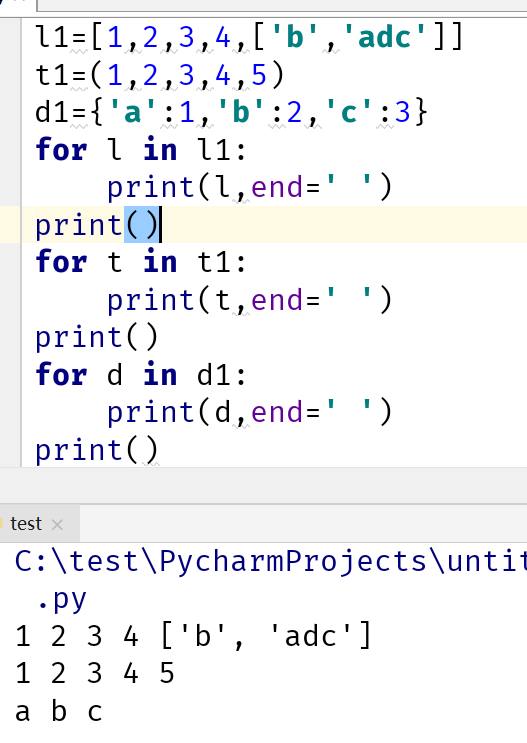 l1=[1,2,3,4,['b','adc']]
t1=(1,2,3,4,5)
d1={'a':1,'b':2,'c':3}
for l in l1:
    print(l,end=' ')
print()
for t in t1:
    print(t,end=' ')
print()
for d in d1:
    print(d,end=' ')
print()
test ×
C:\test\PycharmProjects\untit
.py
1 2 3 4 ['b', 'adc']
1 2 3 4 5
a b c